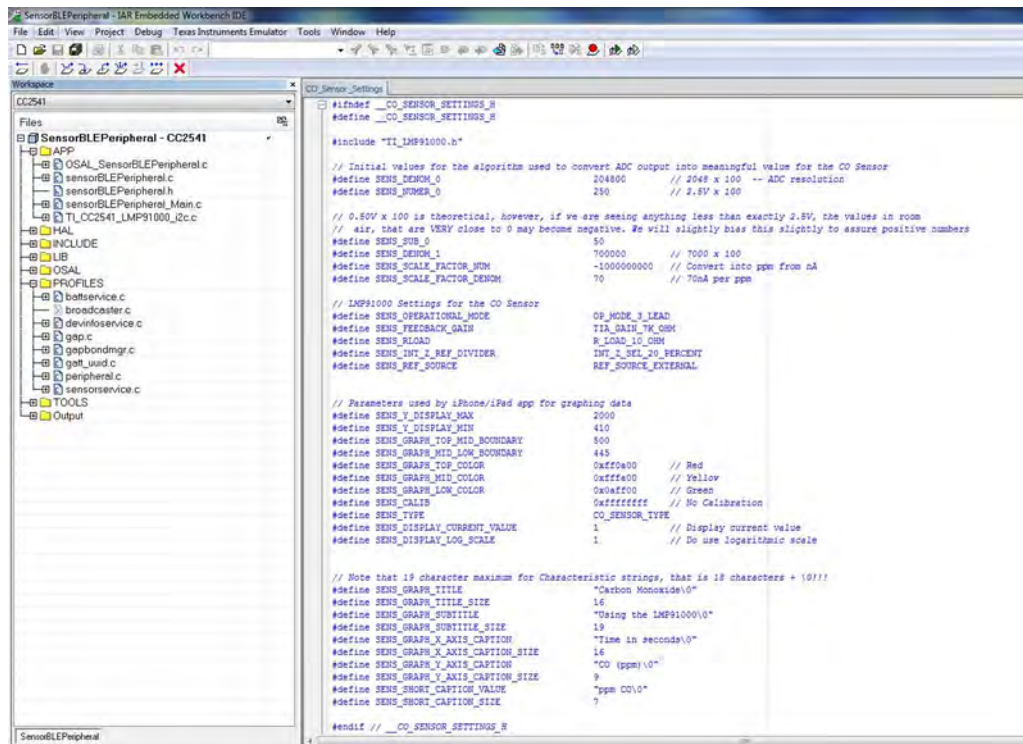 SensorBLEPeripheral - IAR Embedded Workbench IDE
File Edit View Project Debug Texas Instruments Emulator Tools Window Help
Workspace
CC2541
Files
SensorBLEPeripheral - CC2541
APP
OSAL_SensorBLEPeripheral.c
sensorBLEPeripheral.c
sensorBLEPeripheral.h
sensorBLEPeripheral_Main.c
TI_CC2541_LMP91000_i2c.c
HAL
INCLUDE
LIB
OSAL
PROFILES
battservice.c
broadcaster.c
devinfoservice.c
gap.c
gapbondmgr.c
gatt_uuid.c
peripheral.c
sensorservice.c
TOOLS
Output
SensorBLEPeripheral
CO_Sensor_Settings
#ifndef __CO_SENSOR_SETTINGS_H
#define __CO_SENSOR_SETTINGS_H
#include "TI_LMP91000.h"
// Initial values for the algorithm used to convert ADC output into meaningful value for the CO Sensor
#define SENS_DENOM_0 204800 // 2048 x 100 -- ADC resolution
#define SENS_NUMER_0 250 // 2.5V x 100
// 0.50V x 100 is theoretical, however, if we are seeing anything less than exactly 2.5V, the values in room
// air, that are VERY close to 0 may become negative. We will slightly bias this slightly to assure positive numbers
#define SENS_SUB_0 50
#define SENS_DENOM_1 700000 // 7000 x 100
#define SENS_SCALE_FACTOR_NUM -1000000000 // Convert into ppm from nA
#define SENS_SCALE_FACTOR_DENOM 70 // 70nA per ppm
// LMP91000 Settings for the CO Sensor
#define SENS_OPERATIONAL_MODE OP_MODE_3_LEAD
#define SENS_FEEDBACK_GAIN TIA_GAIN_7K_OHM
#define SENS_RLOAD R_LOAD_10_OHM
#define SENS_INT_Z_REF_DIVIDER INT_Z_SEL_20_PERCENT
#define SENS_REF_SOURCE REF_SOURCE_EXTERNAL
// Parameters used by iPhone/iPad app for graphing data
#define SENS_Y_DISPLAY_MAX 2000
#define SENS_Y_DISPLAY_MIN 410
#define SENS_GRAPH_TOP_MID_BOUNDARY 500
#define SENS_GRAPH_MID_LOW_BOUNDARY 445
#define SENS_GRAPH_TOP_COLOR 0xff0a00 // Red
#define SENS_GRAPH_MID_COLOR 0xfffa00 // Yellow
#define SENS_GRAPH_LOW_COLOR 0x0aff00 // Green
#define SENS_CALIB 0xffffffff // No Calibration
#define SENS_TYPE CO_SENSOR_TYPE
#define SENS_DISPLAY_CURRENT_VALUE 1 // Display current value
#define SENS_DISPLAY_LOG_SCALE 1 // Do use logarithmic scale
// Note that 19 character maximum for Characteristic strings, that is 18 characters + \0!!!
#define SENS_GRAPH_TITLE "Carbon Monoxide\0"
#define SENS_GRAPH_TITLE_SIZE 16
#define SENS_GRAPH_SUBTITLE "Using the LMP91000\0"
#define SENS_GRAPH_SUBTITLE_SIZE 19
#define SENS_GRAPH_X_AXIS_CAPTION "Time in seconds\0"
#define SENS_GRAPH_X_AXIS_CAPTION_SIZE 16
#define SENS_GRAPH_Y_AXIS_CAPTION "CO (ppm)\0"
#define SENS_GRAPH_Y_AXIS_CAPTION_SIZE 9
#define SENS_SHORT_CAPTION_VALUE "ppm CO\0"
#define SENS_SHORT_CAPTION_SIZE 7
#endif // __CO_SENSOR_SETTINGS_H